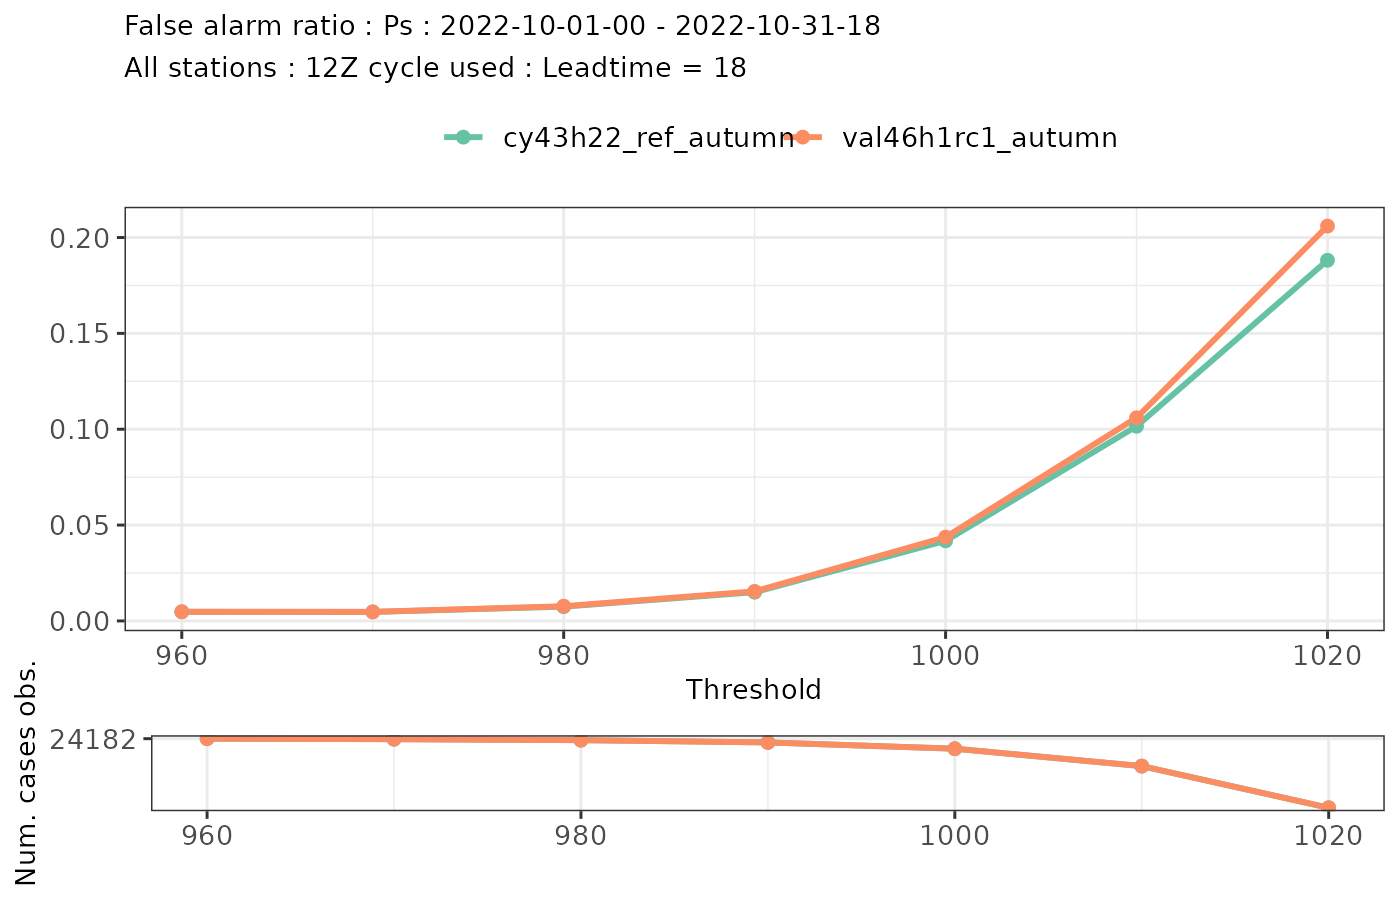 False alarm ratio : Ps : 2022-10-01-00 - 2022-10-31-18
All stations : 12Z cycle used : Leadtime = 18
cy43h22_ref_autumn val46h1rc1_autumn
0.20
0.15
0.10
0.05
0.00
960 980 1000 1020
Threshold
Num. cases obs.
24182
960 980 1000 1020